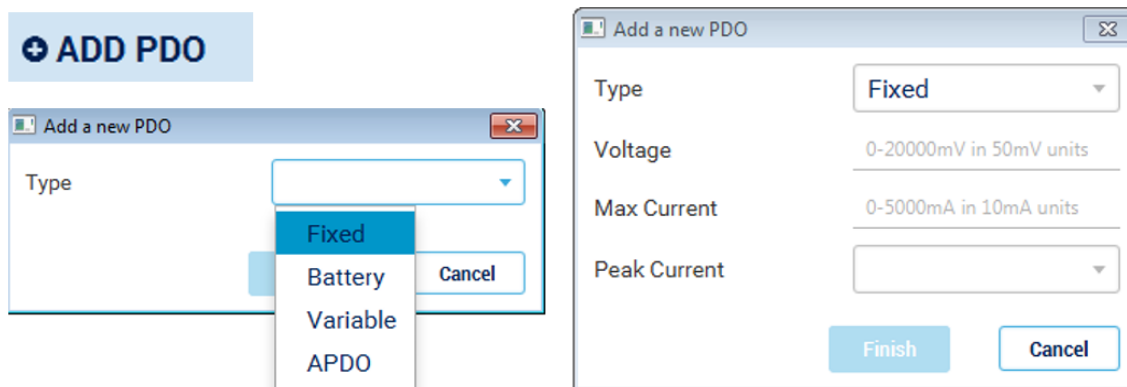 ADD PDO
Add a new PDO
Type
Fixed
Battery
Cancel
Variable
APDO
Add a new PDO
Type
Fixed
Voltage
0-20000mV in 50mV units
Max Current
0-5000mA in 10mA units
Peak Current
Finish
Cancel